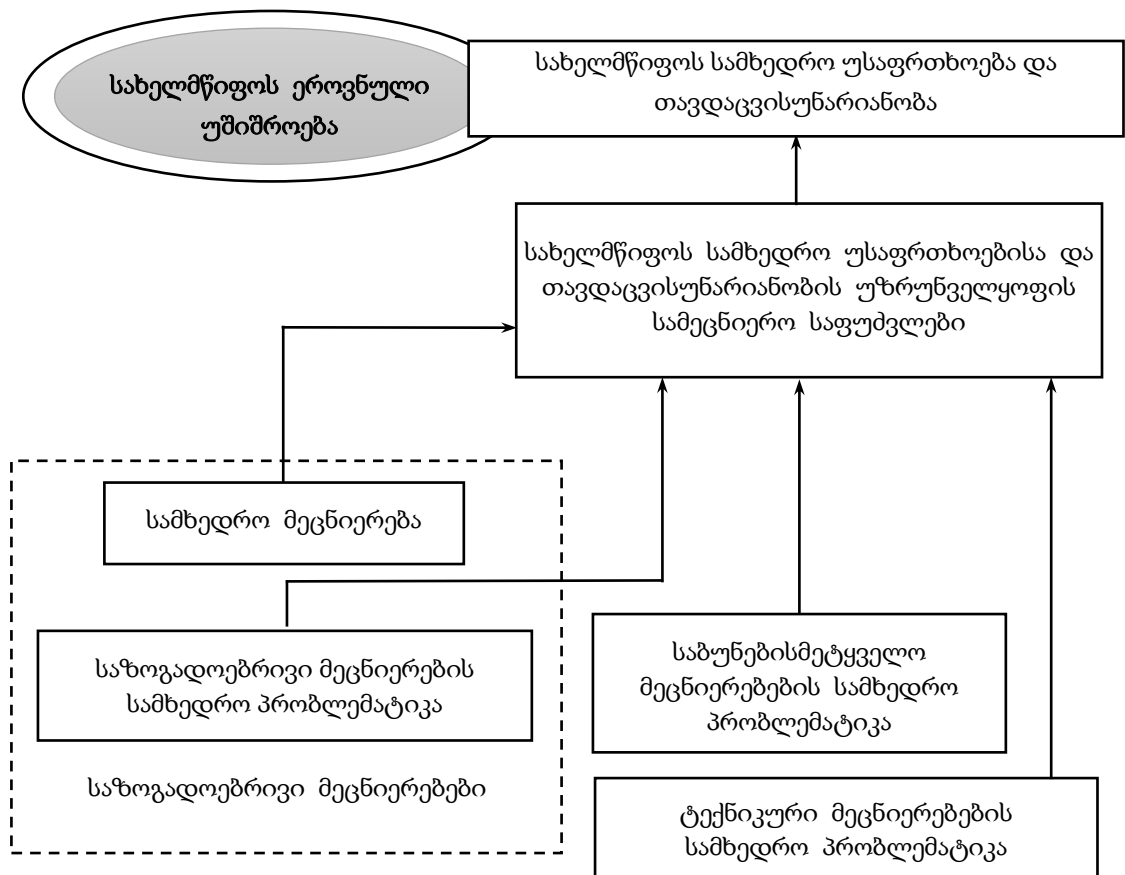 სახელმწიფოს ეროვნული
უშიშროება
სახელმწიფოს სამხედრო უსაფრთხოება და
თავდაცვისუნარიანობა
სახელმწიფოს სამხედრო უსაფრთხოებისა და
თავდაცვისუნარიანობის უზრუნველყოფის
სამეცნიერო საფუძვლები
სამხედრო მეცნიერება
საზოგადოებრივი მეცნიერების
სამხედრო პრობლემატიკა
საზოგადოებრივი მეცნიერებები
საბუნებისმეტყველო
მეცნიერებების სამხედრო
პრობლემატიკა
ტექნიკური მეცნიერებების
სამხედრო პრობლემატიკა